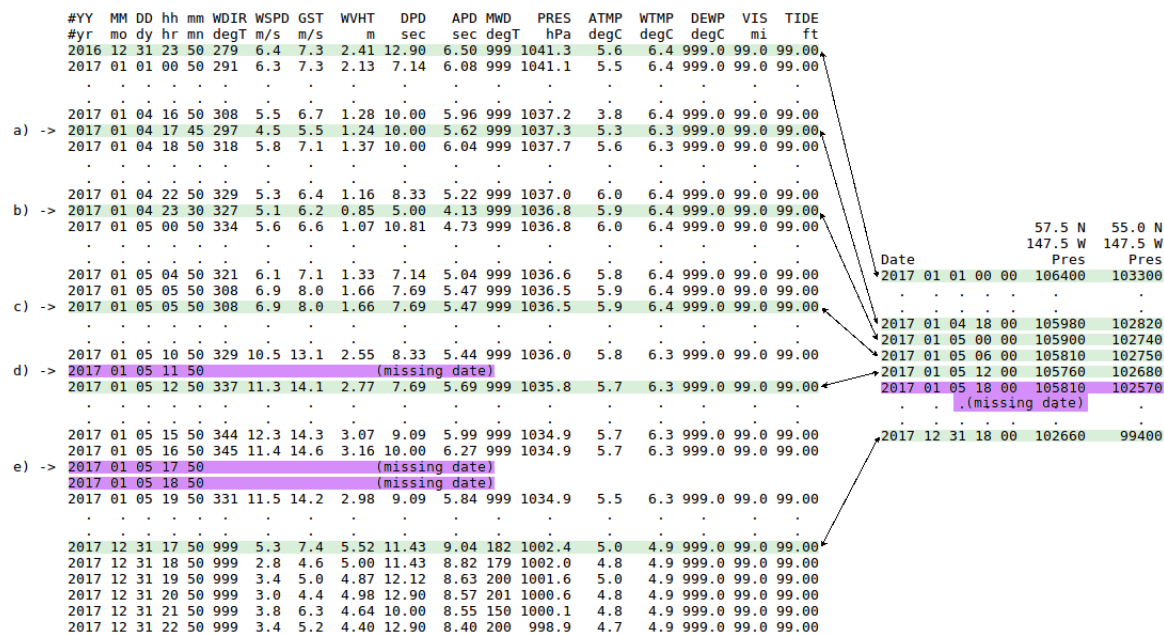 #YY MM DD hh mm WDIR WSPD GST WVHT DPD APD MWD PRES ATMP WTMP DEWP VIS TIDE
#yr mo dy hr mn degT m/s m/s m sec sec degT hPa degC degC degC mi ft
2016 12 31 23 50 279 6.4 7.3 2.41 12.90 6.50 999 1041.3 5.6 6.4 999.0 99.0 99.00
2017 01 01 00 50 291 6.3 7.3 2.13 7.14 6.08 999 1041.1 5.5 6.4 999.0 99.0 99.00
. . . . . . . . . . . . . . . . . .
. . . . . . . . . . . . . . . . . .
2017 01 04 16 50 308 5.5 6.7 1.28 10.00 5.96 999 1037.2 3.8 6.4 999.0 99.0 99.00
a) -> 2017 01 04 17 45 297 4.5 5.5 1.24 10.00 5.62 999 1037.3 5.3 6.3 999.0 99.0 99.00
2017 01 04 18 50 318 5.8 7.1 1.37 10.00 6.04 999 1037.7 5.6 6.3 999.0 99.0 99.00
. . . . . . . . . . . . . . . . . .
. . . . . . . . . . . . . . . . . .
2017 01 04 22 50 329 5.3 6.4 1.16 8.33 5.22 999 1037.0 6.0 6.4 999.0 99.0 99.00
b) -> 2017 01 04 23 30 327 5.1 6.2 0.85 5.00 4.13 999 1036.8 5.9 6.4 999.0 99.0 99.00
2017 01 05 00 50 334 5.6 6.6 1.07 10.81 4.73 999 1036.8 6.0 6.4 999.0 99.0 99.00
. . . . . . . . . . . . . . . . . .
. . . . . . . . . . . . . . . . . .
2017 01 05 04 50 321 6.1 7.1 1.33 7.14 5.04 999 1036.6 5.8 6.4 999.0 99.0 99.00
2017 01 05 05 50 308 6.9 8.0 1.66 7.69 5.47 999 1036.5 5.9 6.4 999.0 99.0 99.00
c) -> 2017 01 05 05 50 308 6.9 8.0 1.66 7.69 5.47 999 1036.5 5.9 6.4 999.0 99.0 99.00
. . . . . . . . . . . . . . . . . .
. . . . . . . . . . . . . . . . . .
2017 01 05 10 50 329 10.5 13.1 2.55 8.33 5.44 999 1036.0 5.8 6.3 999.0 99.0 99.00
d) -> 2017 01 05 11 50 (missing date)
2017 01 05 12 50 337 11.3 14.1 2.77 7.69 5.69 999 1035.8 5.7 6.3 999.0 99.0 99.00
. . . . . . . . . . . . . . . . . .
. . . . . . . . . . . . . . . . . .
2017 01 05 15 50 344 12.3 14.3 3.07 9.09 5.99 999 1034.9 5.7 6.3 999.0 99.0 99.00
2017 01 05 16 50 345 11.4 14.6 3.16 10.00 6.27 999 1034.9 5.7 6.3 999.0 99.0 99.00
e) -> 2017 01 05 17 50 (missing date)
2017 01 05 18 50 (missing date)
2017 01 05 19 50 331 11.5 14.2 2.98 9.09 5.84 999 1034.9 5.5 6.3 999.0 99.0 99.00
. . . . . . . . . . . . . . . . . .
. . . . . . . . . . . . . . . . . .
2017 12 31 17 50 999 5.3 7.4 5.52 11.43 9.04 182 1002.4 5.0 4.9 999.0 99.0 99.00
2017 12 31 18 50 999 2.8 4.6 5.00 11.43 8.82 179 1002.0 4.8 4.9 999.0 99.0 99.00
2017 12 31 19 50 999 3.4 5.0 4.87 12.12 8.63 200 1001.6 5.0 4.9 999.0 99.0 99.00
2017 12 31 20 50 999 3.0 4.4 4.98 12.90 8.57 201 1000.6 4.8 4.9 999.0 99.0 99.00
2017 12 31 21 50 999 3.8 6.3 4.64 10.00 8.55 150 1000.1 4.8 4.9 999.0 99.0 99.00
2017 12 31 22 50 999 3.4 5.2 4.40 12.90 8.40 200 998.9 4.7 4.9 999.0 99.0 99.00
57.5 N 55.0 N
147.5 W 147.5 W
Date Pres Pres
2017 01 01 00 00 106400 103300
. . . . . . .
2017 01 04 18 00 105980 102820
2017 01 05 00 00 105900 102740
2017 01 05 06 00 105810 102750
2017 01 05 12 00 105760 102680
2017 01 05 18 00 105810 102570
. . .(missing date) .
. . . . . . .
2017 12 31 18 00 102660 99400